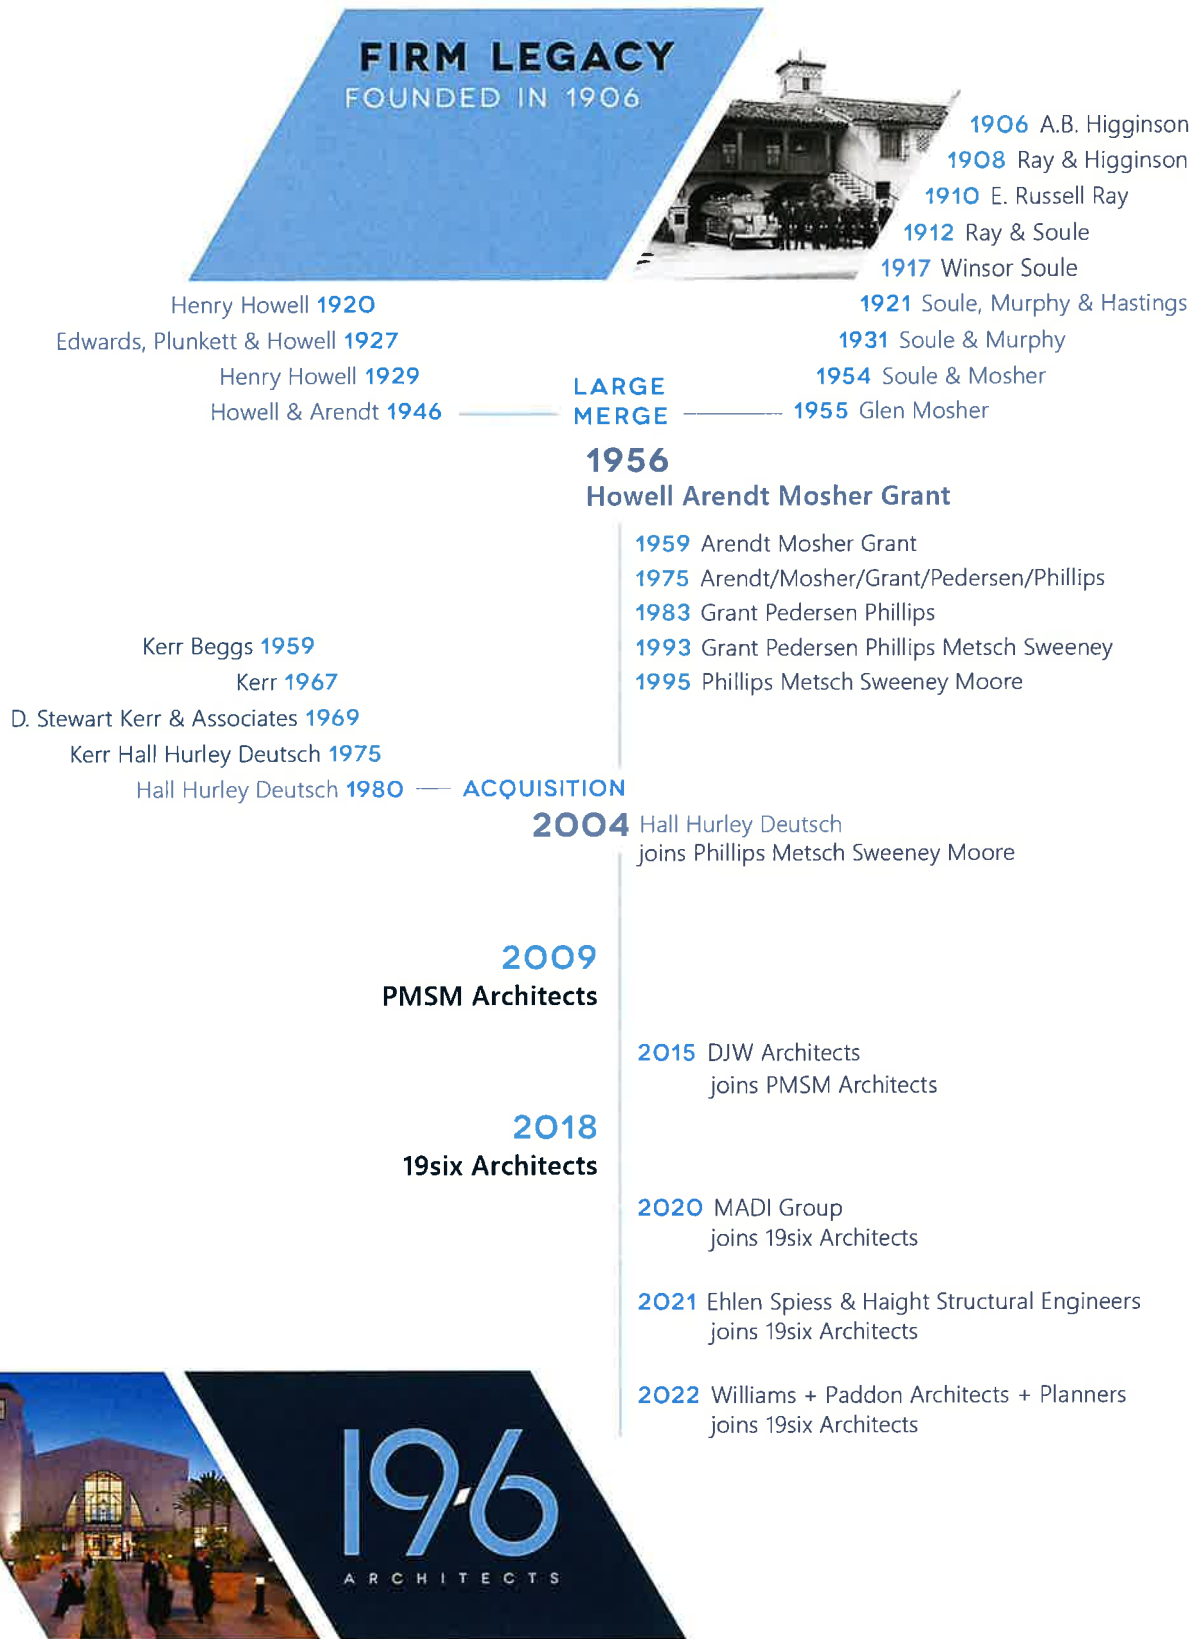 FIRM LEGACY
FOUNDED IN 1906
1906 A.B. Higginson
1908 Ray & Higginson
1910 E. Russell Ray
1912 Ray & Soule
1917 Winsor Soule
1921 Soule, Murphy & Hastings
1931 Soule & Murphy
1954 Soule & Mosher
1955 Glen Mosher
Henry Howell 1920
Edwards, Plunkett & Howell 1927
Henry Howell 1929
Howell & Arendt 1946
LARGE
MERGE
1956
Howell Arendt Mosher Grant
1959 Arendt Mosher Grant
1975 Arendt/Mosher/Grant/Pedersen/Phillips
1983 Grant Pedersen Phillips
1993 Grant Pedersen Phillips Metsch Sweeney
1995 Phillips Metsch Sweeney Moore
Kerr Beggs 1959
Kerr 1967
D. Stewart Kerr & Associates 1969
Kerr Hall Hurley Deutsch 1975
Hall Hurley Deutsch 1980
ACQUISITION
2004 Hall Hurley Deutsch
joins Phillips Metsch Sweeney Moore
2009
PMSM Architects
2015 DJW Architects
joins PMSM Architects
2018
19six Architects
2020 MADI Group
joins 19six Architects
2021 Ehlen Spiess & Haight Structural Engineers
joins 19six Architects
2022 Williams + Paddon Architects + Planners
joins 19six Architects
196
ARCHITECTS